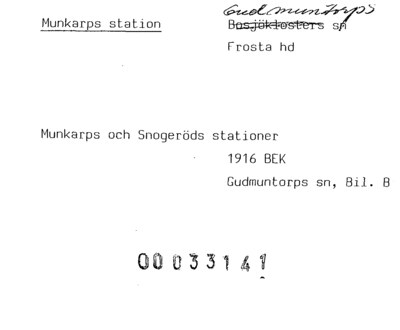 Gudmuntorps
Munkarps station Bosjöklosters sn
Frosta hd
Munkarps och Snogeröds stationer
1916 BEK
Gudmuntorps sn, Bil. B
00033141